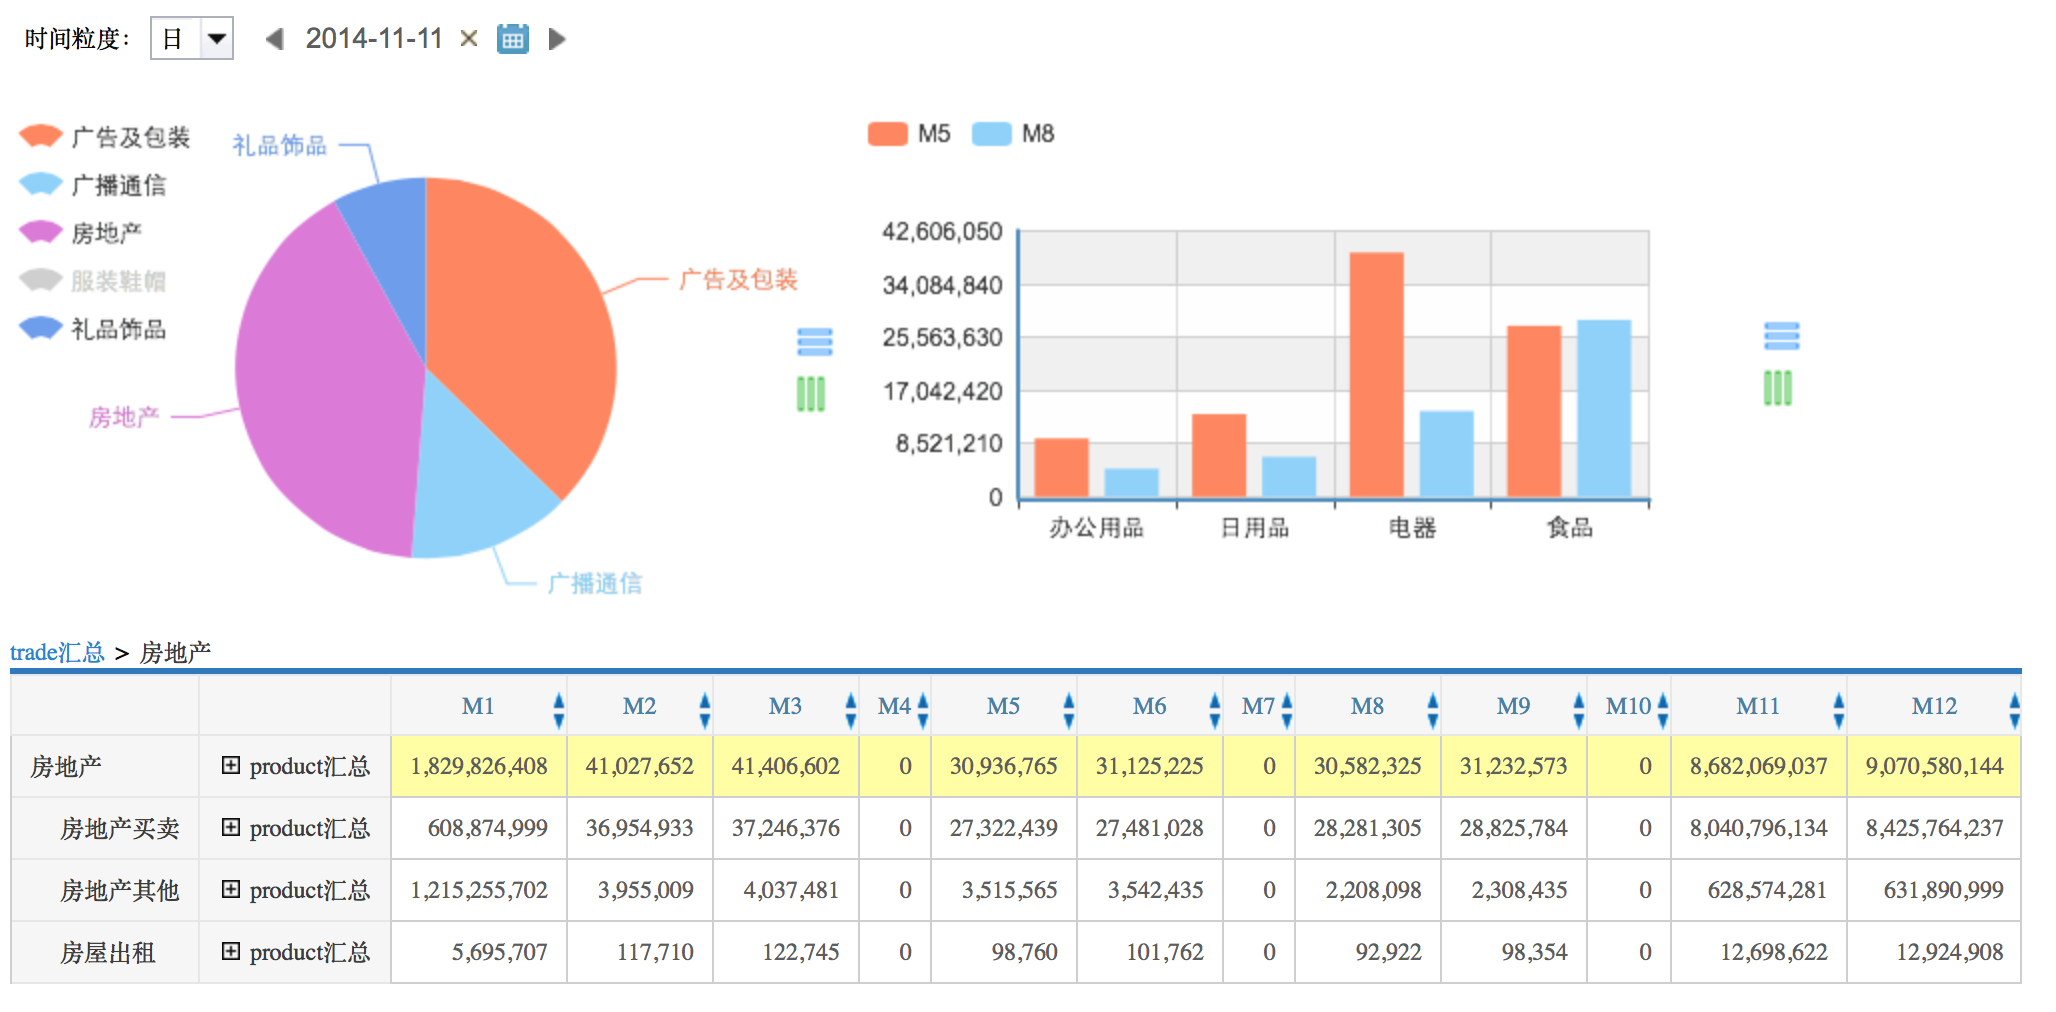 时间粒度： 日 2014-11-11
广告及包装
广播通信
房地产
服装鞋帽
礼品饰品
礼品饰品
广告及包装
房地产
广播通信
M5 M8
42,606,050
34,084,840
25,563,630
17,042,420
8,521,210
0
办公用品 日用品 电器 食品
trade汇总 > 房地产
M1 M2 M3 M4 M5 M6 M7 M8 M9 M10 M11 M12
房地产 product汇总 1,829,826,408 41,027,652 41,406,602 0 30,936,765 31,125,225 0 30,582,325 31,232,573 0 8,682,069,037 9,070,580,144
房地产买卖 product汇总 608,874,999 36,954,933 37,246,376 0 27,322,439 27,481,028 0 28,281,305 28,825,784 0 8,040,796,134 8,425,764,237
房地产其他 product汇总 1,215,255,702 3,955,009 4,037,481 0 3,515,565 3,542,435 0 2,208,098 2,308,435 0 628,574,281 631,890,999
房屋出租 product汇总 5,695,707 117,710 122,745 0 98,760 101,762 0 92,922 98,354 0 12,698,622 12,924,908